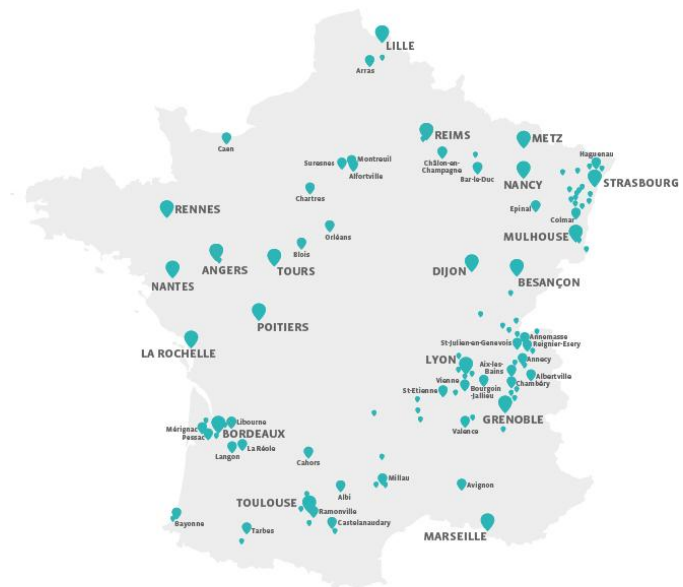 LILLE
Arras
REIMS
METZ
Caen
Suresnes
Montreuil
Alfortville
Châlon-en-
Champagne
Bar-le-Duc
Haguenau
NANCY
STRASBOURG
Chartres
RENNES
Epinal
Colmar
Orléans
MULHOUSE
Blois
ANGERS
TOURS
DIJON
BESANÇON
NANTES
POITIERS
LA ROCHELLE
St-Julien-en-Genevois
Annemasse
Reignier-Esery
LYON
Annecy
Aix-les-
Bains
Albertville
Vienne
Chambéry
St-Etienne
Bourgoin
-Jallieu
GRENOBLE
Libourne
Mérignac
BORDEAUX
Pessac
Valence
Langon
La Réole
Cahors
Millau
Albi
Avignon
TOULOUSE
Ramonville
Bayonne
Castelanaudary
Tarbes
MARSEILLE